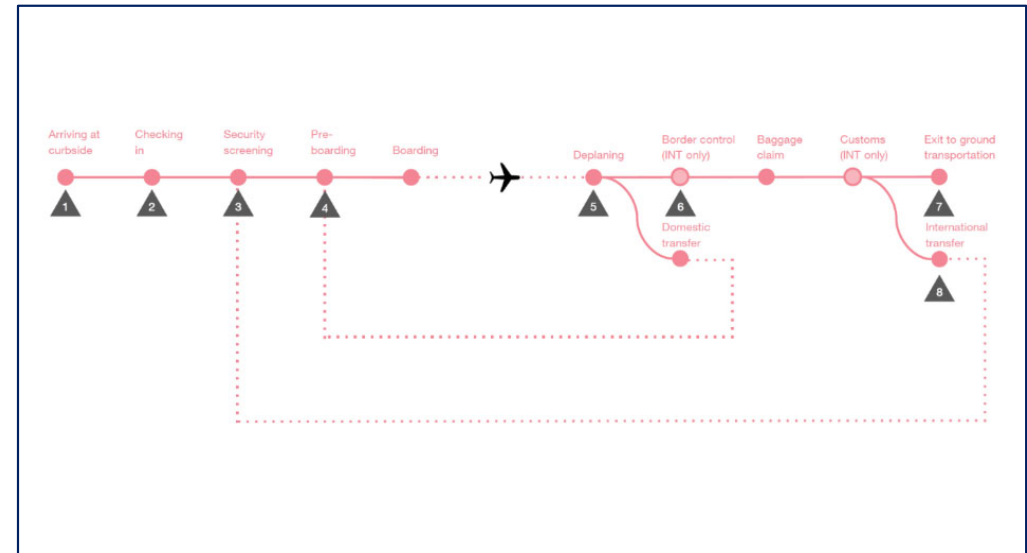 Arriving at
curbside
Checking
in
Security
screening
Pre-
boarding
Boarding
Deplaning
Border control
(INT only)
Baggage
claim
Customs
(INT only)
Exit to ground
transportation
1
2
3
4
5
6
7
Domestic
transfer
International
transfer
8